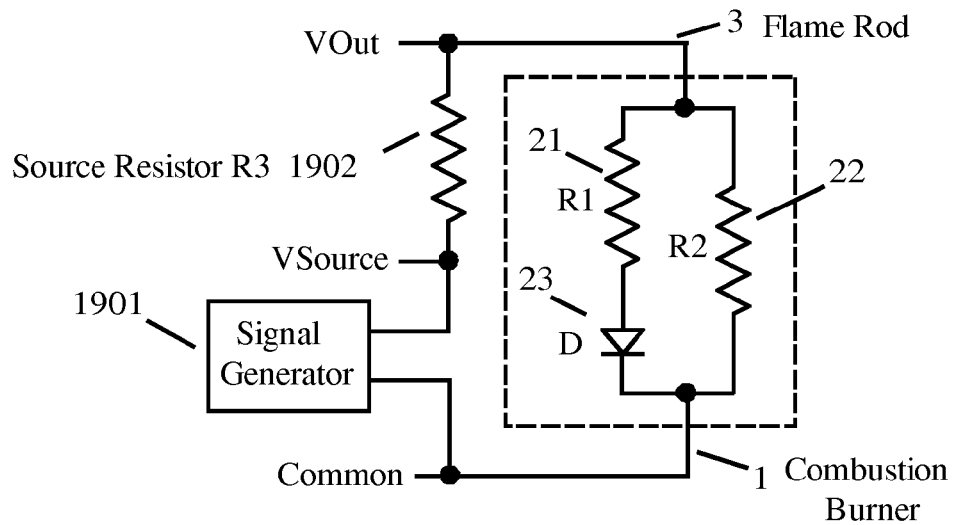 VOut
3 Flame Rod
21
22
Source Resistor R3 1902
R1
R2
VSource
23
1901
Signal
Generator
D
Common
1 Combustion
Burner